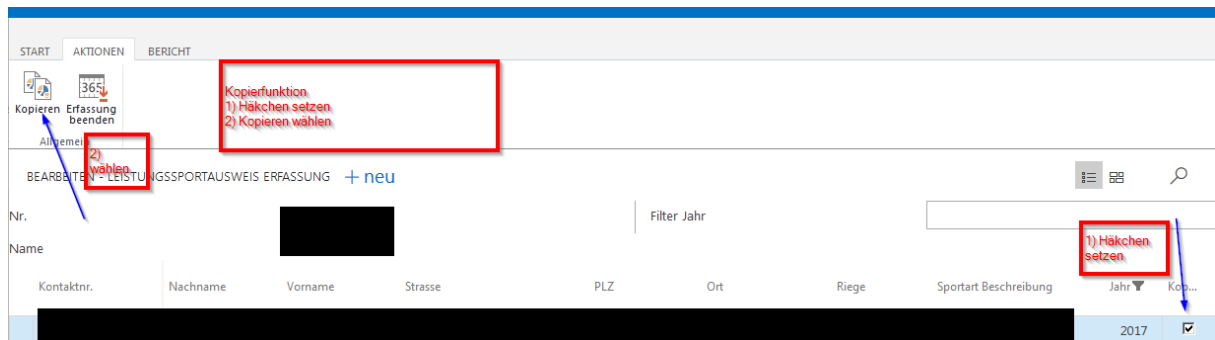 START AKTIONEN BERICHT
365
Kopieren Erfassung
beenden
Allgemein
Kopierfunktion
1) Häkchen setzen
2) Kopieren wählen
2)
wählen
BEARBEITEN - LEISTUNGSSPORTAUSWEIS ERFASSUNG + neu
Nr.
Filter Jahr
Name
1) Häkchen
setzen
Kontaktnr. Nachname Vorname Strasse PLZ Ort Riege Sportart Beschreibung Jahr Kop...
2017